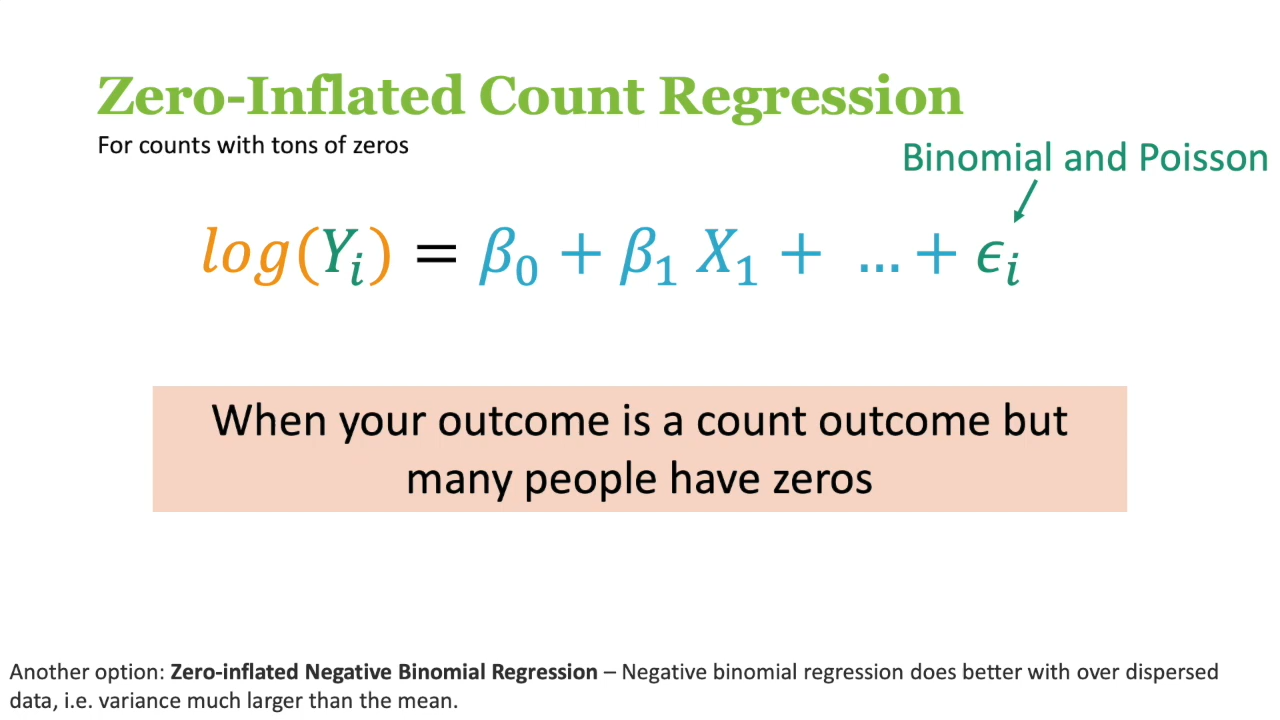 Zero-Inflated Count Regression
For counts with tons of zeros
Binomial and Poisson
log(Yᵢ) = β₀ + β₁ X₁ + … + ϵᵢ
When your outcome is a count outcome but
many people have zeros
Another option: Zero-inflated Negative Binomial Regression – Negative binomial regression does better with over dispersed
data, i.e. variance much larger than the mean.